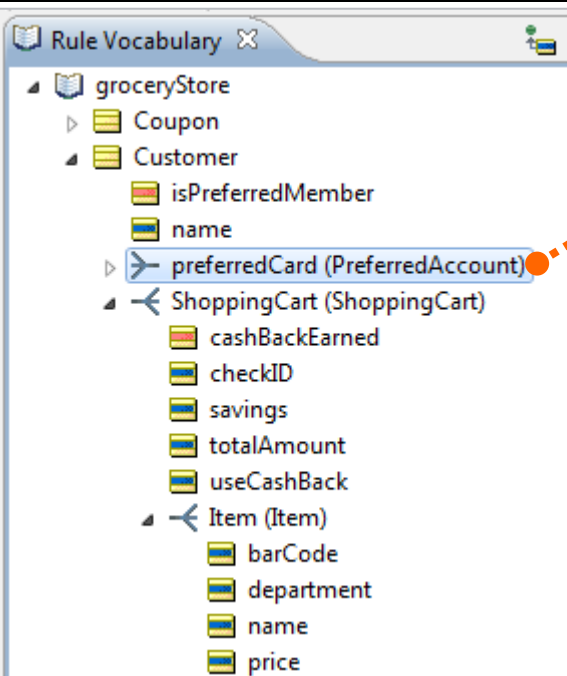 Rule Vocabulary
groceryStore
Coupon
Customer
isPreferredMember
name
preferredCard (PreferredAccount)
ShoppingCart (ShoppingCart)
cashBackEarned
checkID
savings
totalAmount
useCashBack
Item (Item)
barCode
department
name
price